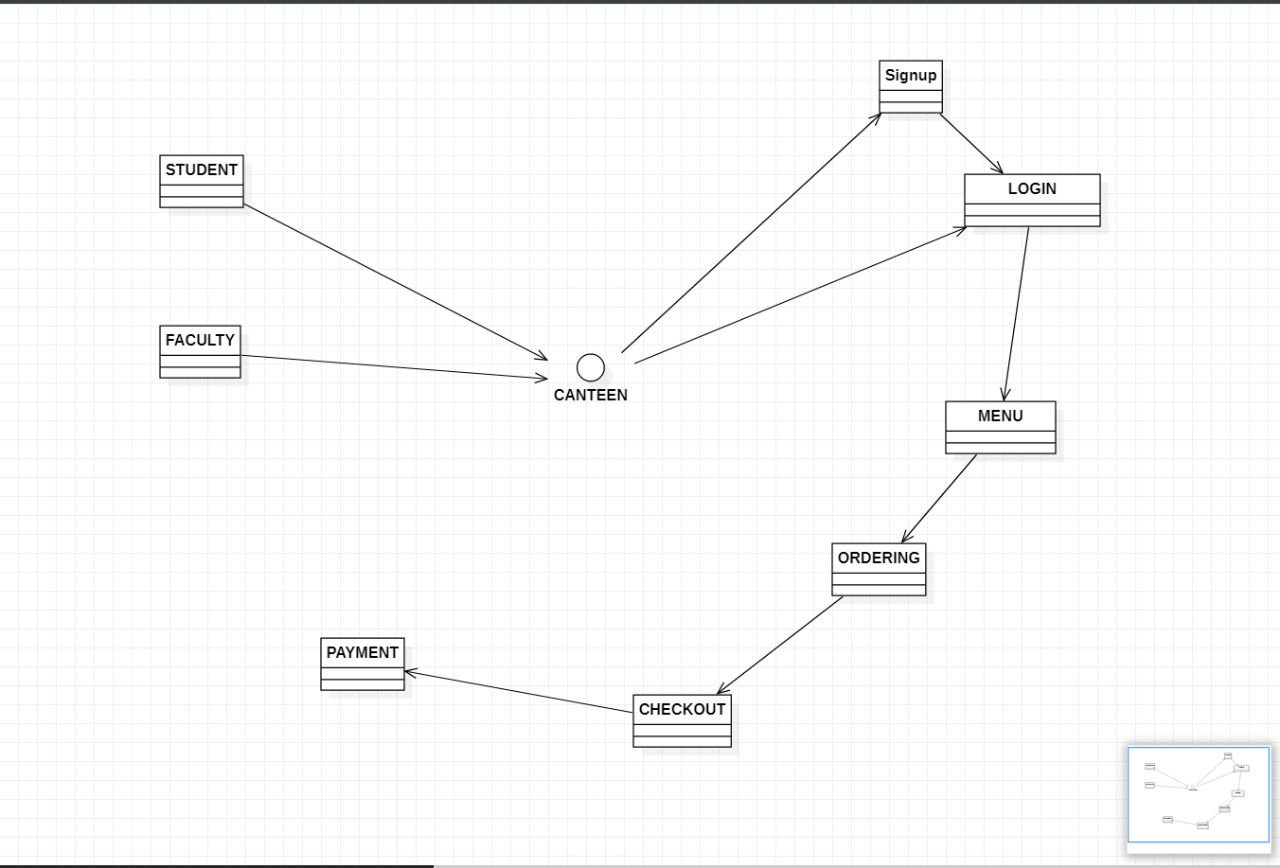 Signup
STUDENT
LOGIN
FACULTY
CANTEEN
MENU
ORDERING
PAYMENT
CHECKOUT